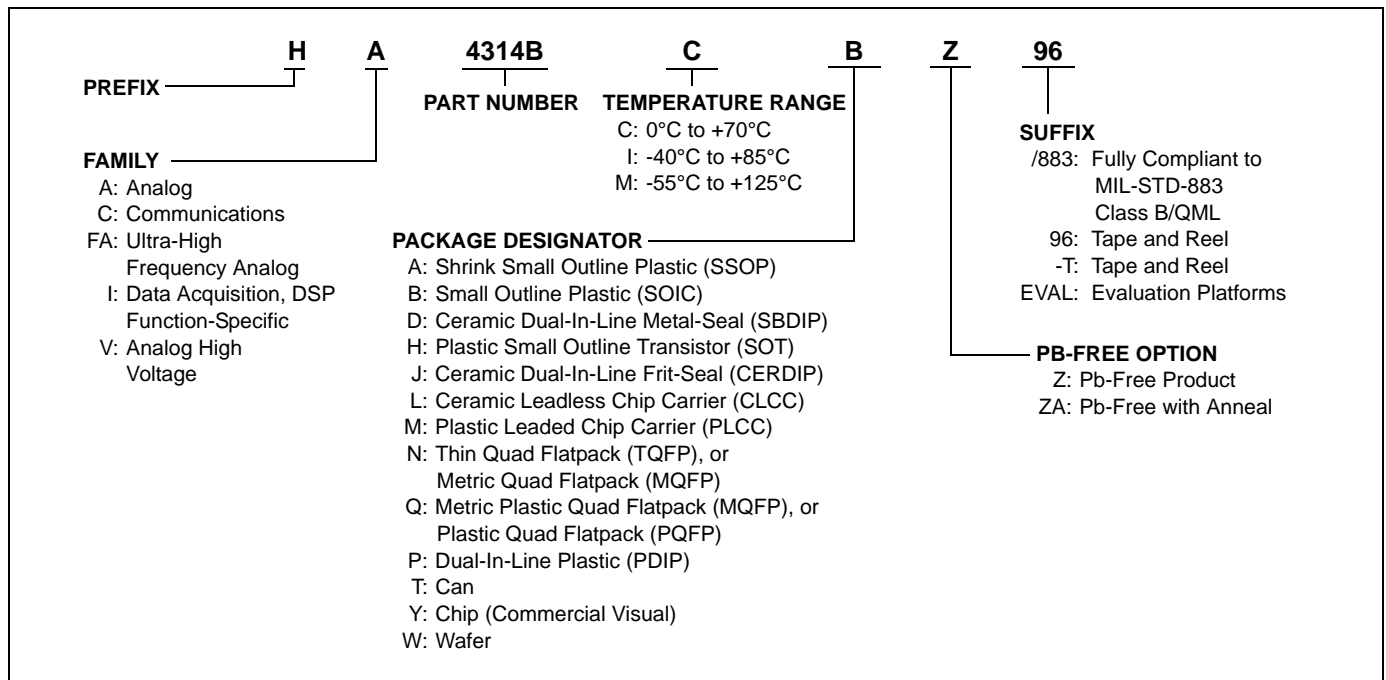 H A 4314B C B Z 96
PREFIX
PART NUMBER
TEMPERATURE RANGE
C: 0°C to +70°C
I: -40°C to +85°C
M: -55°C to +125°C
SUFFIX
/883: Fully Compliant to
MIL-STD-883
Class B/QML
96: Tape and Reel
-T: Tape and Reel
EVAL: Evaluation Platforms
FAMILY
A: Analog
C: Communications
FA: Ultra-High
Frequency Analog
I: Data Acquisition, DSP
Function-Specific
V: Analog High
Voltage
PACKAGE DESIGNATOR
A: Shrink Small Outline Plastic (SSOP)
B: Small Outline Plastic (SOIC)
D: Ceramic Dual-In-Line Metal-Seal (SBDIP)
H: Plastic Small Outline Transistor (SOT)
J: Ceramic Dual-In-Line Frit-Seal (CERDIP)
L: Ceramic Leadless Chip Carrier (CLCC)
M: Plastic Leaded Chip Carrier (PLCC)
N: Thin Quad Flatpack (TQFP), or
Metric Quad Flatpack (MQFP)
Q: Metric Plastic Quad Flatpack (MQFP), or
Plastic Quad Flatpack (PQFP)
P: Dual-In-Line Plastic (PDIP)
T: Can
Y: Chip (Commercial Visual)
W: Wafer
PB-FREE OPTION
Z: Pb-Free Product
ZA: Pb-Free with Anneal